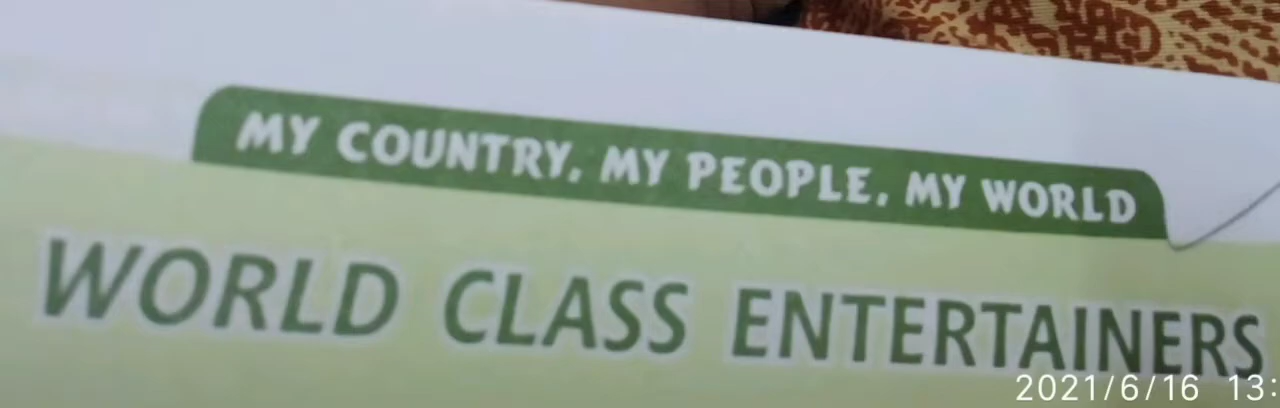 MY COUNTRY, MY PEOPLE, MY WORLD
WORLD CLASS ENTERTAINERS
2021/6/16 13: